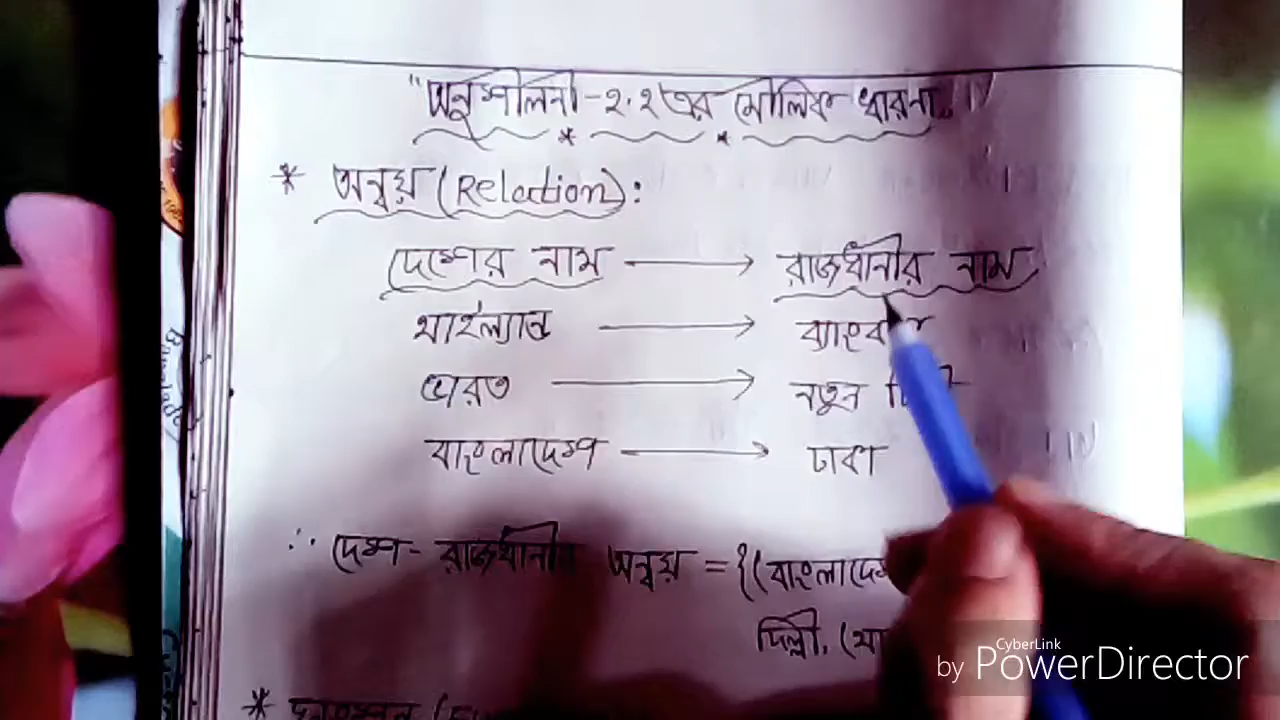 "অনুশীলনী-২.২ এর মৌলিক ধারনা"
* অন্বয় (Relation):
দেশের নাম → রাজধানীর নাম
থাইল্যান্ড → ব্যাংকক
ভারত → নতুন
বাংলাদেশ → ঢাকা
∴ দেশ- রাজধানীর অন্বয় = {(বাংলাদেশ
দিল্লী, (থা
*
CyberLink
by PowerDirector